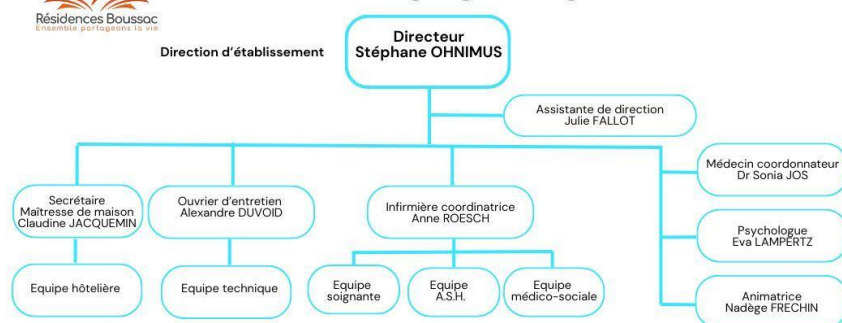 Résidences Boussac
Ensemble partageons la vie
Direction d'établissement
Directeur
Stéphane OHNIMUS
Assistante de direction
Julie FALLOT
Secrétaire
Maîtresse de maison
Claudine JACQUEMIN
Ouvrier d'entretien
Alexandre DUVOID
Infirmière coordinatrice
Anne ROESCH
Médecin coordonnateur
Dr Sonia JOS
Psychologue
Eva LAMPERTZ
Equipe hôtelière
Equipe technique
Equipe
soignante
Equipe
A.S.H.
Equipe
médico-sociale
Animatrice
Nadège FRECHIN